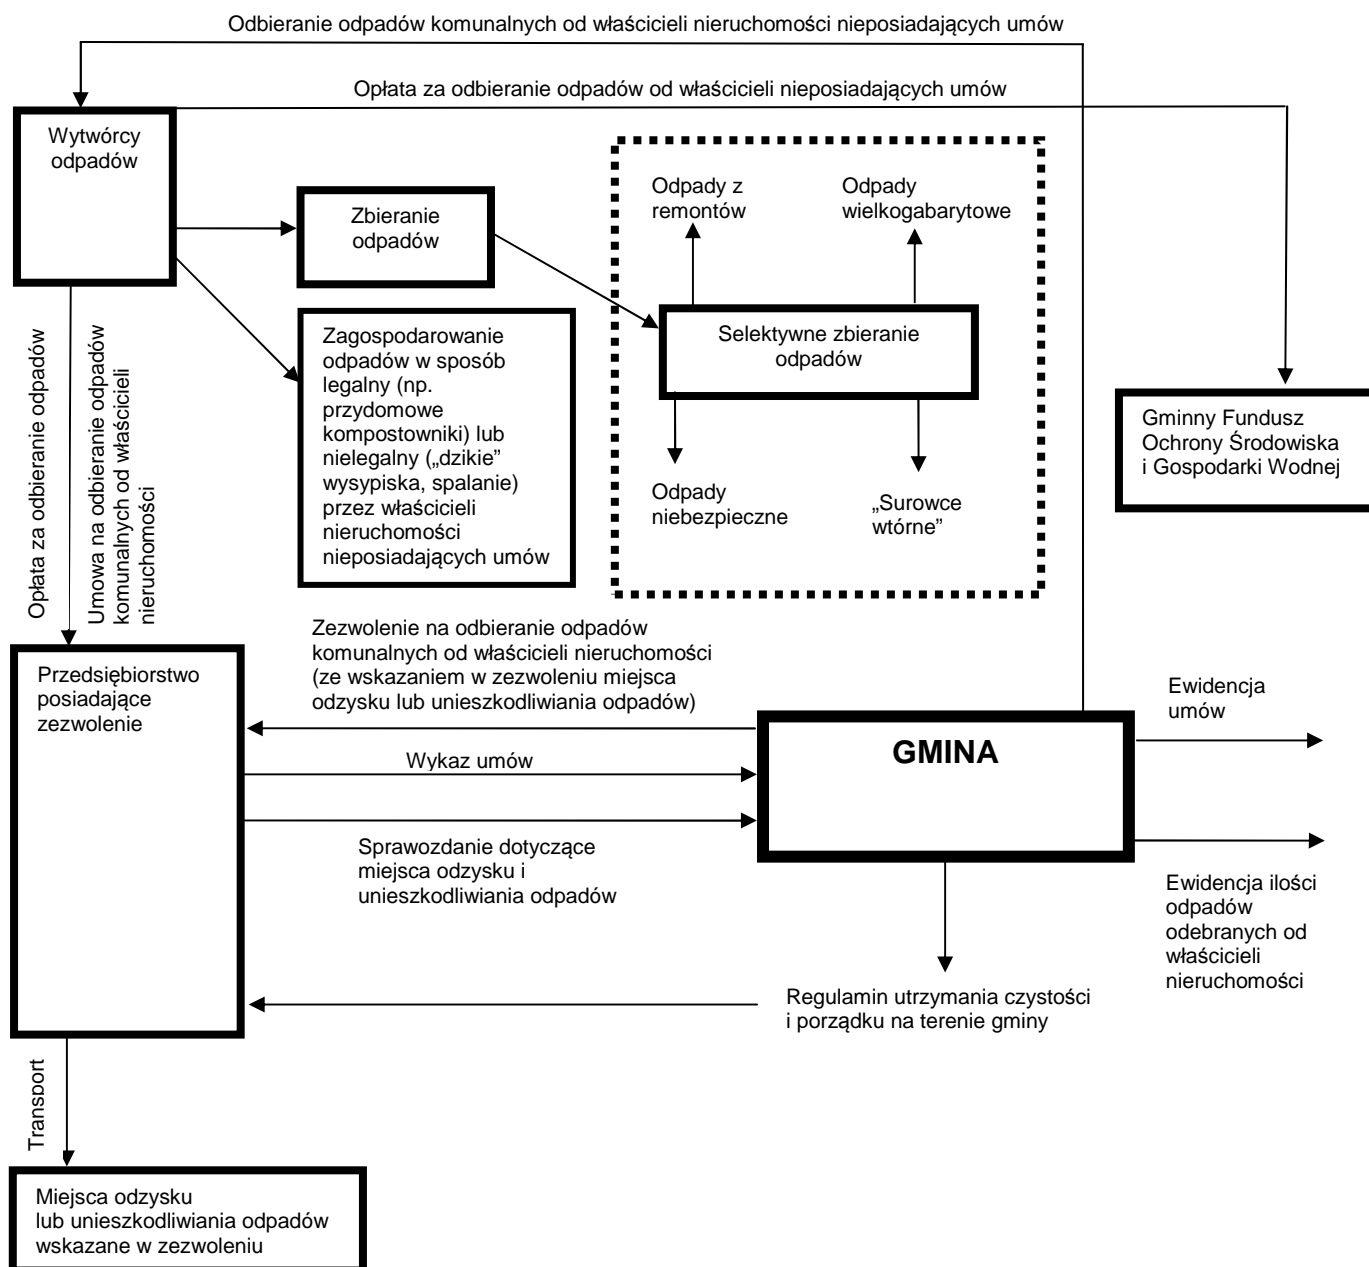 Odbieranie odpadów komunalnych od właścicieli nieruchomości nieposiadających umów
Opłata za odbieranie odpadów od właścicieli nieposiadających umów
Wytwórcy
odpadów
Zbieranie
odpadów
Odpady z
remontów
Odpady
wielkogabarytowe
Selektywne zbieranie
odpadów
Odpady
niebezpieczne
„Surowce
wtórne”
Zagospodarowanie
odpadów w sposób
legalny (np.
przydomowe
kompostowniki) lub
nielegalny („dzikie”
wysypiska, spalanie)
przez właścicieli
nieruchomości
nieposiadających umów
Gminny Fundusz
Ochrony Środowiska
i Gospodarki Wodnej
Opłata za odbieranie odpadów
Umowa na odbieranie odpadów
komunalnych od właścicieli
nieruchomości
Przedsiębiorstwo
posiadające
zezwolenie
Zezwolenie na odbieranie odpadów
komunalnych od właścicieli nieruchomości
(ze wskazaniem w zezwoleniu miejsca
odzysku lub unieszkodliwiania odpadów)
Wykaz umów
Sprawozdanie dotyczące
miejsca odzysku i
unieszkodliwiania odpadów
GMINA
Ewidencja
umów
Ewidencja ilości
odpadów
odebranych od
właścicieli
nieruchomości
Regulamin utrzymania czystości
i porządku na terenie gminy
Transport
Miejsca odzysku
lub unieszkodliwiania odpadów
wskazane w zezwoleniu